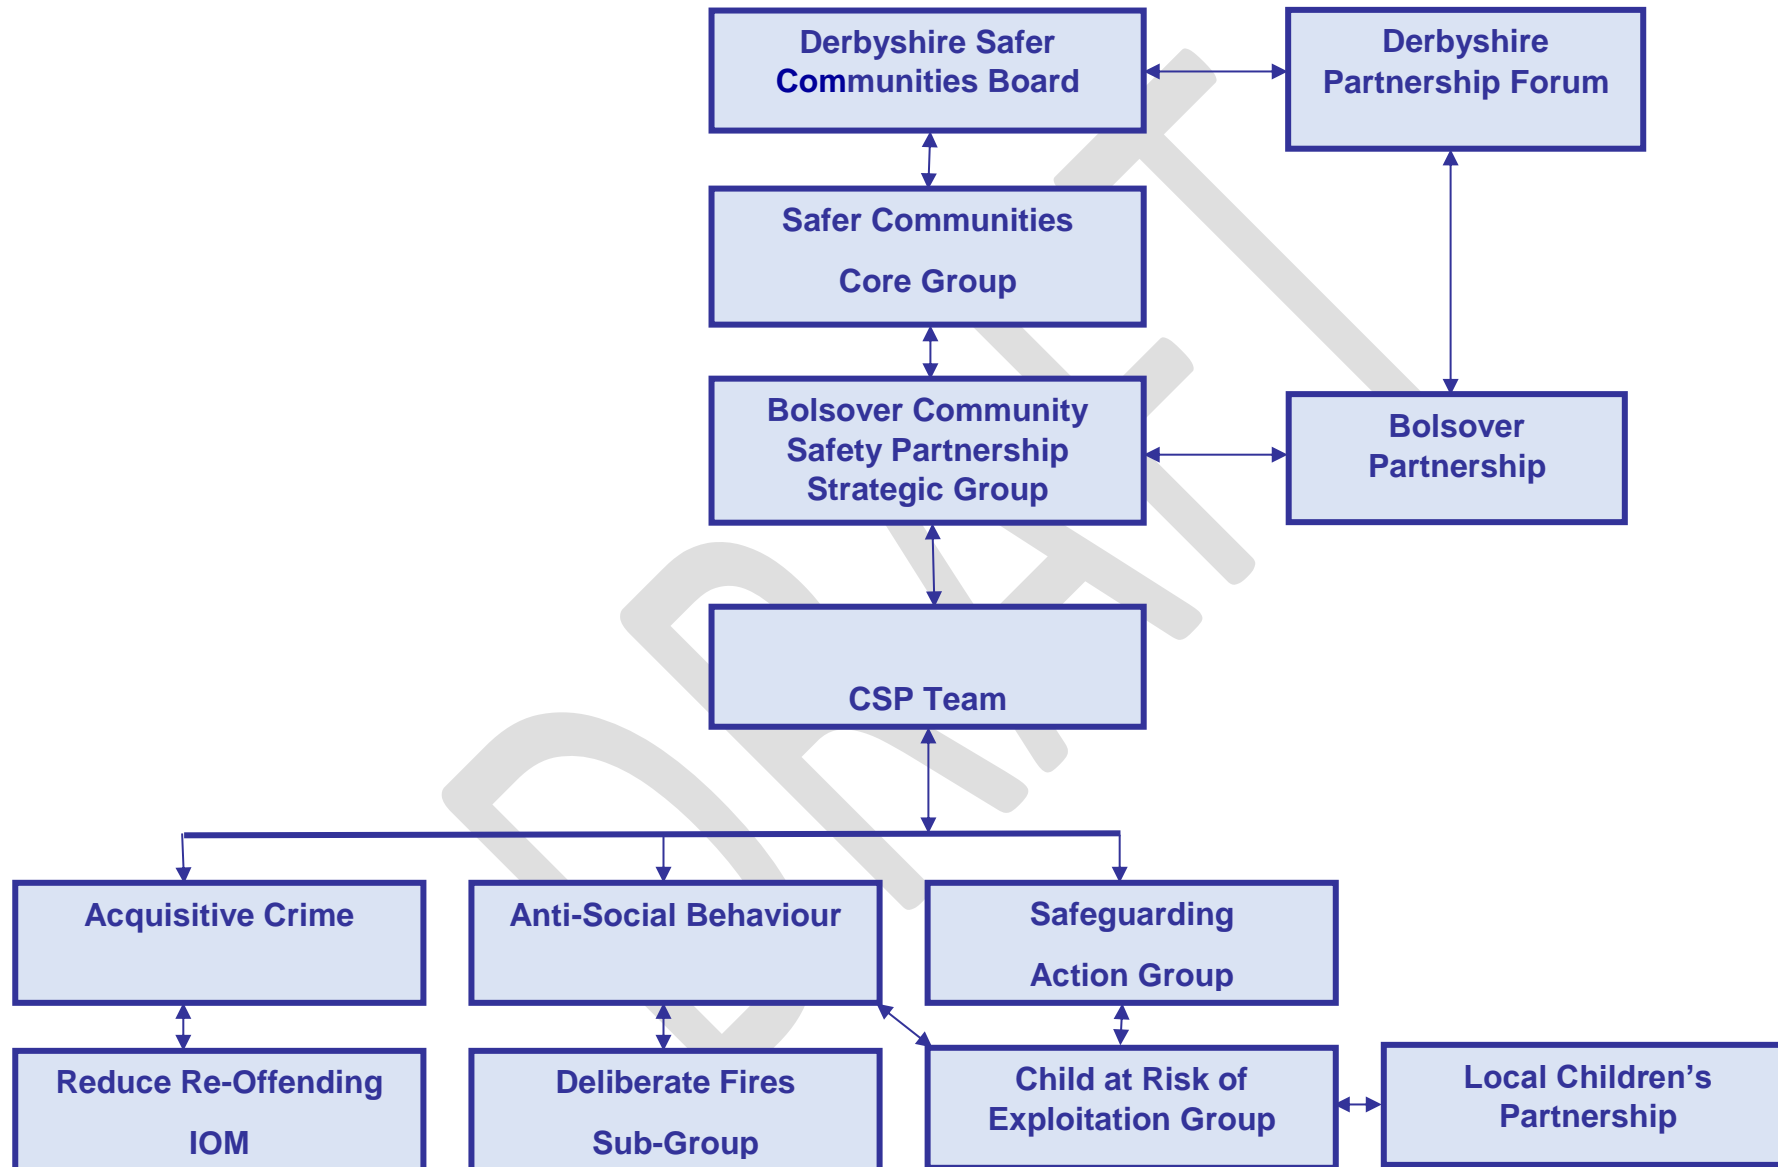 Derbyshire Safer
Communities Board
Derbyshire
Partnership Forum
Safer Communities
Core Group
Bolsover Community
Safety Partnership
Strategic Group
Bolsover
Partnership
CSP Team
Acquisitive Crime
Anti-Social Behaviour
Safeguarding
Action Group
Reduce Re-Offending
IOM
Deliberate Fires
Sub-Group
Child at Risk of
Exploitation Group
Local Children’s
Partnership
DRAFT